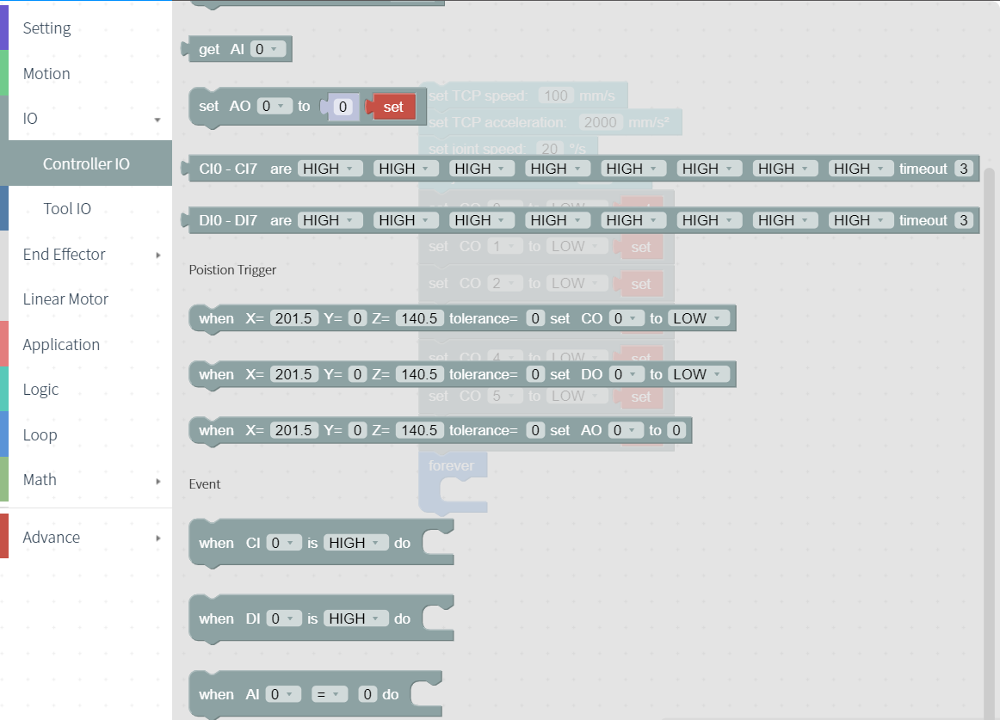 Setting
Motion
IO
Controller IO
Tool IO
End Effector
Linear Motor
Application
Logic
Loop
Math
Advance
get AI 0
set AO 0 to 0 set
set TCP speed: 100 mm/s
set TCP acceleration: 2000 mm/s²
set joint speed: 20 °/s
CI0 - CI7 are HIGH HIGH HIGH HIGH HIGH HIGH HIGH HIGH timeout 3
set CO 0 to LOW set
DI0 - DI7 are HIGH HIGH HIGH HIGH HIGH HIGH HIGH HIGH timeout 3
set CO 1 to LOW set
Poistion Trigger
set CO 2 to LOW set
when X= 201.5 Y= 0 Z= 140.5 tolerance= 0 set CO 0 to LOW
set CO 4 to LOW set
when X= 201.5 Y= 0 Z= 140.5 tolerance= 0 set DO 0 to LOW
set CO 5 to LOW set
when X= 201.5 Y= 0 Z= 140.5 tolerance= 0 set AO 0 to 0
forever
Event
when CI 0 is HIGH do
when DI 0 is HIGH do
when AI 0 = 0 do